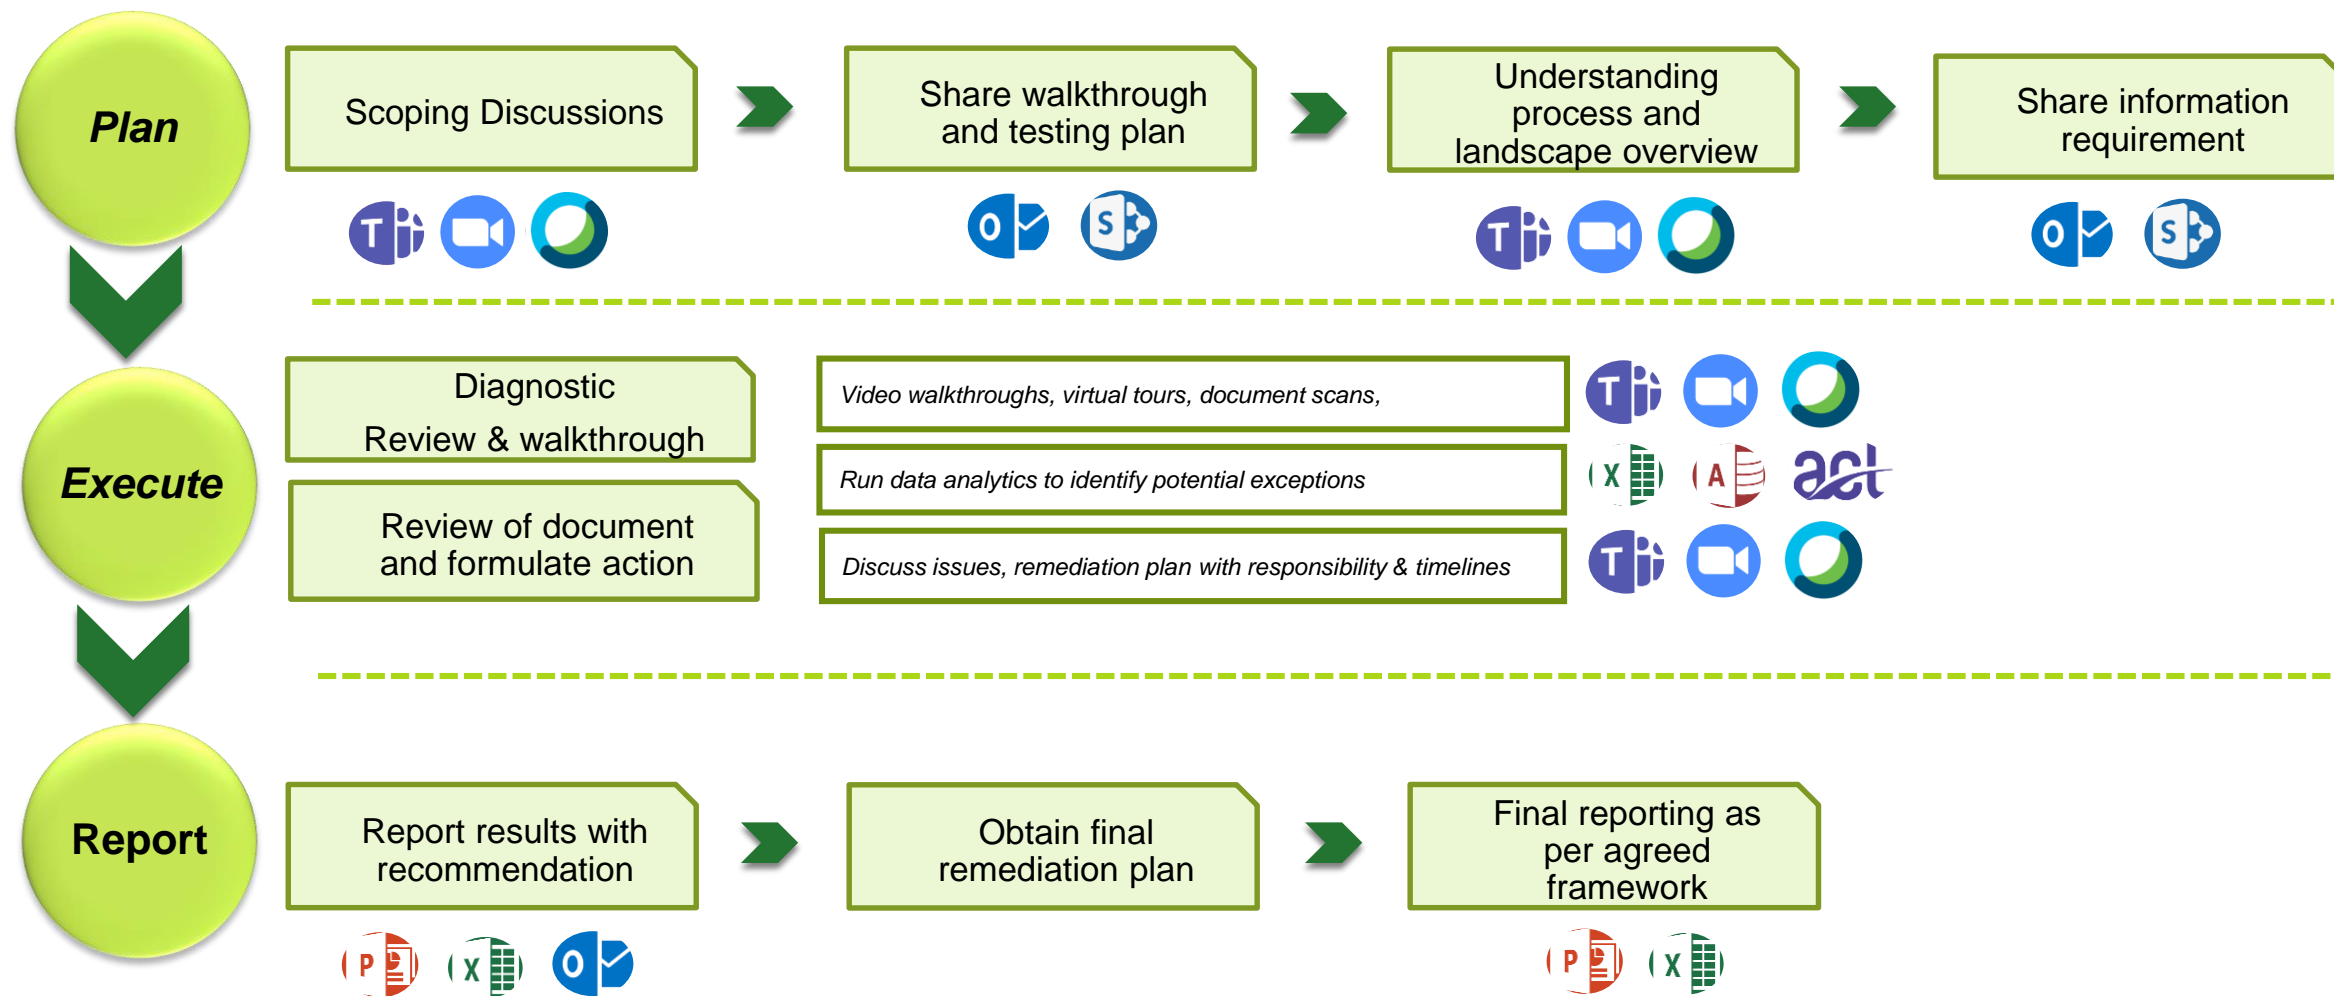 Plan
Scoping Discussions
Share walkthrough
and testing plan
Understanding
process and
landscape overview
Share information
requirement
T
O
S
T
O
S
Execute
Diagnostic
Review & walkthrough
Review of document
and formulate action
Video walkthroughs, virtual tours, document scans,
T
Run data analytics to identify potential exceptions
X
A
acl
Discuss issues, remediation plan with responsibility & timelines
T
Report
Report results with
recommendation
Obtain final
remediation plan
Final reporting as
per agreed
framework
P
X
O
P
X